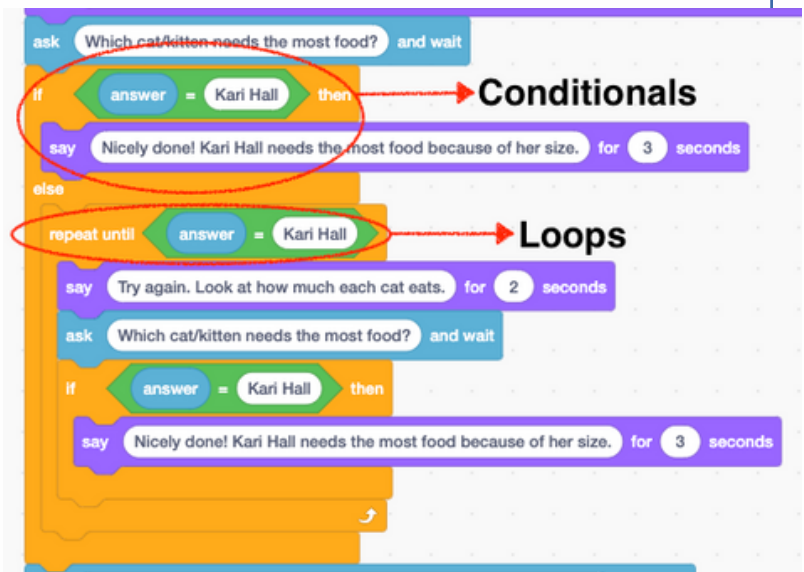 ask Which cat/kitten needs the most food? and wait
if answer = Kari Hall then Conditionals
say Nicely done! Kari Hall needs the most food because of her size. for 3 seconds
else
repeat until answer = Kari Hall Loops
say Try again. Look at how much each cat eats. for 2 seconds
ask Which cat/kitten needs the most food? and wait
if answer = Kari Hall then
say Nicely done! Kari Hall needs the most food because of her size. for 3 seconds